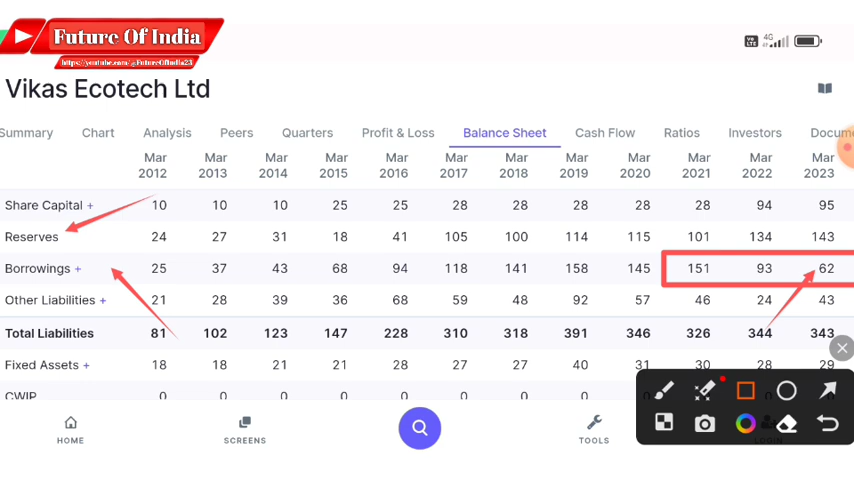 Future Of India
https://youtube.com/@FutureOfIndia23
VoLTE 4G
Vikas Ecotech Ltd
Summary Chart Analysis Peers Quarters Profit & Loss Balance Sheet Cash Flow Ratios Investors Docum
Mar 2012 Mar 2013 Mar 2014 Mar 2015 Mar 2016 Mar 2017 Mar 2018 Mar 2019 Mar 2020 Mar 2021 Mar 2022 Mar 2023
Share Capital + 10 10 10 25 25 28 28 28 28 28 94 95
Reserves 24 27 31 18 41 105 100 114 115 101 134 143
Borrowings + 25 37 43 68 94 118 141 158 145 151 93 62
Other Liabilities + 21 28 39 36 68 59 48 92 57 46 24 43
Total Liabilities 81 102 123 147 228 310 318 391 346 326 344 343
Fixed Assets + 18 18 21 21 28 27 27 40 31 30 28 29
CWIP 0 0 0 0 0 0 0 0 0
HOME SCREENS TOOLS LOGIN